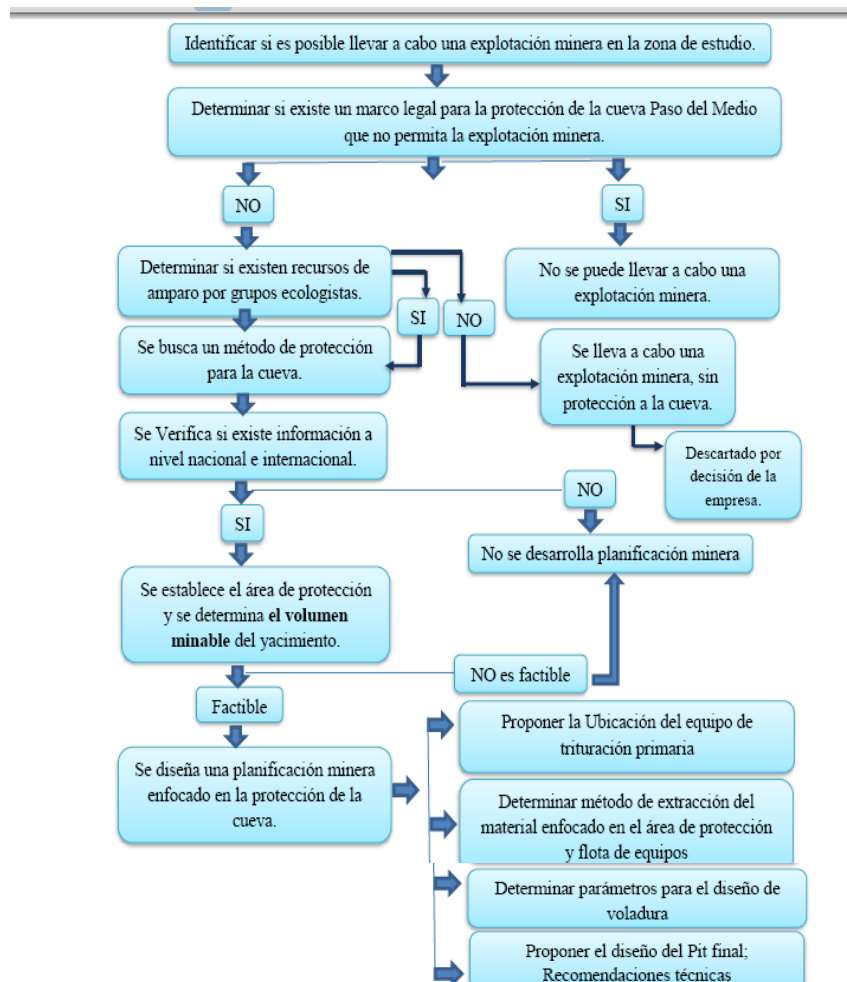 Identificar si es posible llevar a cabo una explotación minera en la zona de estudio.
Determinar si existe un marco legal para la protección de la cueva Paso del Medio
que no permita la explotación minera.
NO
SI
Determinar si existen recursos de
amparo por grupos ecologistas.
No se puede llevar a cabo una
explotación minera.
SI
NO
Se busca un método de protección
para la cueva.
Se lleva a cabo una
explotación minera, sin
protección a la cueva.
Se Verifica si existe información a
nivel nacional e internacional.
Descartado por
decisión de la
empresa.
SI
NO
No se desarrolla planificación minera
Se establece el área de protección
y se determina el volumen
minable del yacimiento.
NO es factible
Factible
Se diseña una planificación minera
enfocado en la protección de la
cueva.
Proponer la Ubicación del equipo de
trituración primaria
Determinar método de extracción del
material enfocado en el área de protección
y flota de equipos
Determinar parámetros para el diseño de
voladura
Proponer el diseño del Pit final;
Recomendaciones técnicas